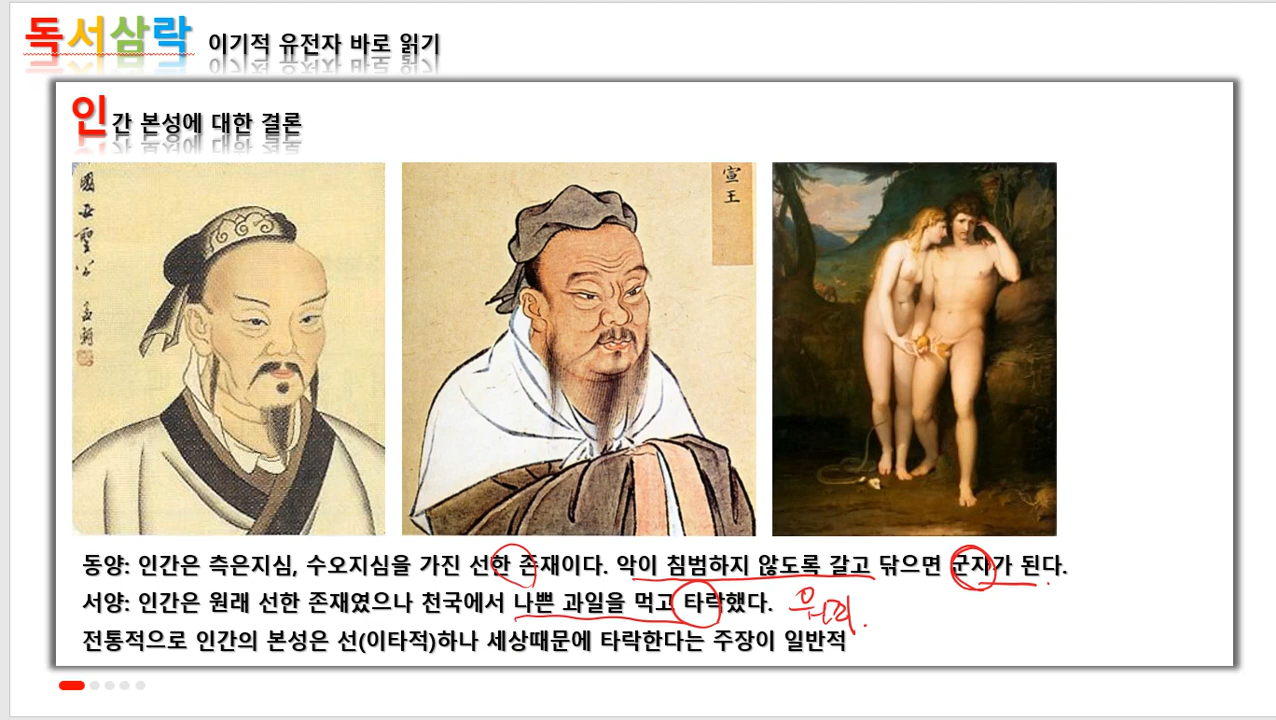 독서삼락 이기적 유전자 바로 읽기
인간 본성에 대한 결론
宣王
동양: 인간은 측은지심, 수오지심을 가진 선한 존재이다. 악이 침범하지 않도록 갈고 닦으면 군자가 된다.
서양: 인간은 원래 선한 존재였으나 천국에서 나쁜 과일을 먹고 타락했다.
전통적으로 인간의 본성은 선(이타적)하나 세상때문에 타락한다는 주장이 일반적